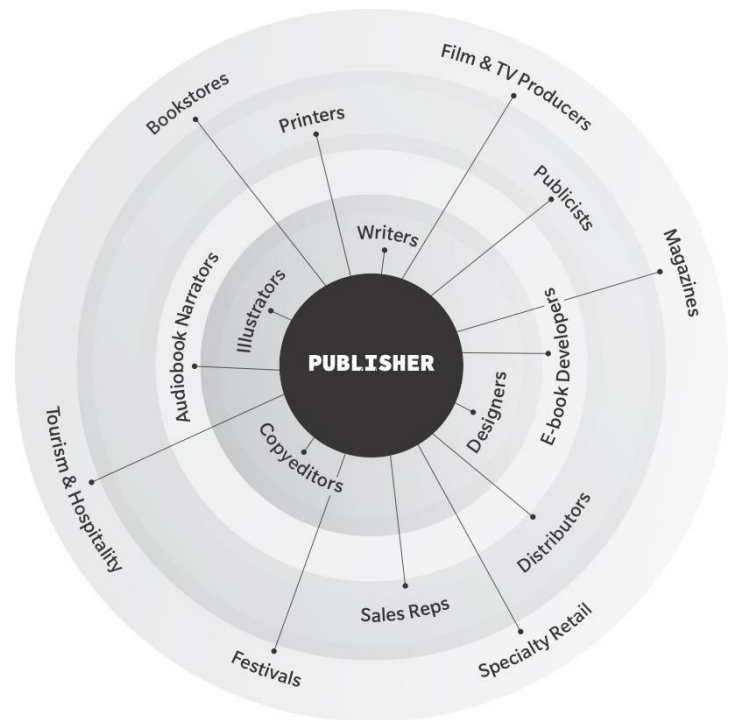 Film & TV Producers
Bookstores
Printers
Publicists
Writers
Magazines
Audiobook Narrators
Illustrators
E-book Developers
PUBLISHER
Designers
Copyeditors
Tourism & Hospitality
Distributors
Sales Reps
Specialty Retail
Festivals